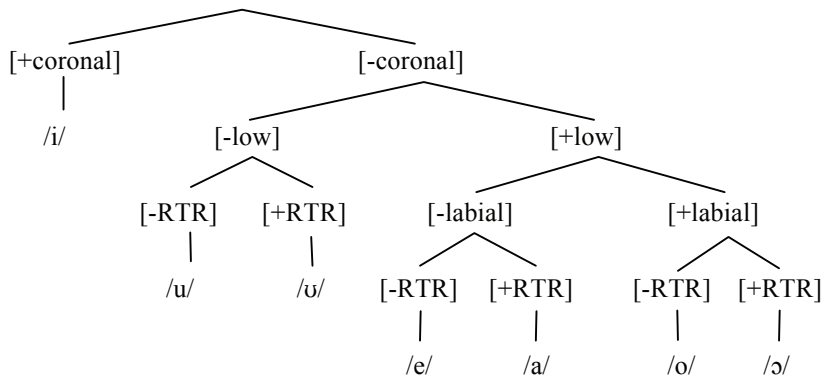 [+coronal] [-coronal]
/i/ [-low] [+low]
[-RTR] [+RTR] [-labial] [+labial]
/u/ /ʊ/ [-RTR] [+RTR] [-RTR] [+RTR]
/e/ /a/ /o/ /ɔ/